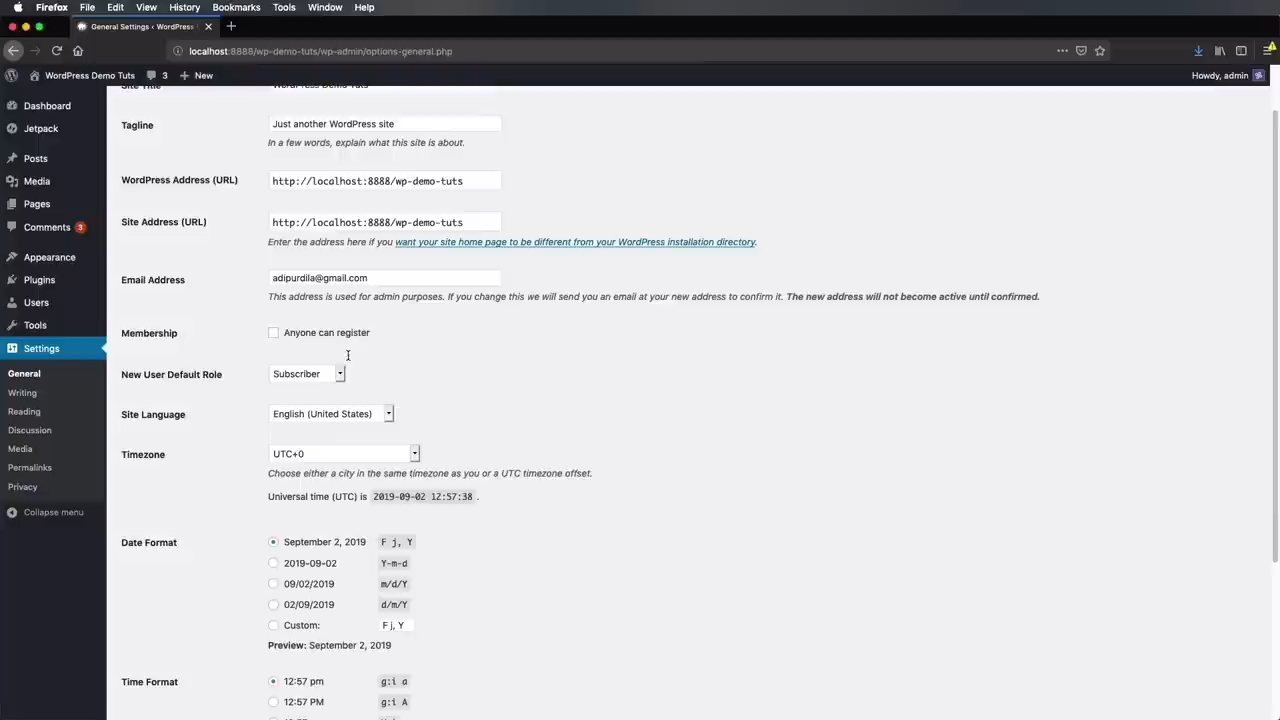 Firefox File Edit View History Bookmarks Tools Window Help
General Settings ‹ WordPress
localhost:8888/wp-demo-tuts/wp-admin/options-general.php
WordPress Demo Tuts 3 New Howdy, admin
Dashboard
Jetpack
Posts
Media
Pages
Comments 3
Appearance
Plugins
Users
Tools
Settings
General
Writing
Reading
Discussion
Media
Permalinks
Privacy
Collapse menu
Site Title WordPress Demo Tuts
Tagline Just another WordPress site
In a few words, explain what this site is about.
WordPress Address (URL) http://localhost:8888/wp-demo-tuts
Site Address (URL) http://localhost:8888/wp-demo-tuts
Enter the address here if you want your site home page to be different from your WordPress installation directory.
Email Address adipurdila@gmail.com
This address is used for admin purposes. If you change this we will send you an email at your new address to confirm it. The new address will not become active until confirmed.
Membership Anyone can register
New User Default Role Subscriber
Site Language English (United States)
Timezone UTC+0
Choose either a city in the same timezone as you or a UTC timezone offset.
Universal time (UTC) is 2019-09-02 12:57:38 .
Date Format September 2, 2019 F j, Y
2019-09-02 Y-m-d
09/02/2019 m/d/Y
02/09/2019 d/m/Y
Custom: F j, Y
Preview: September 2, 2019
Time Format 12:57 pm g:i a
12:57 PM g:i A